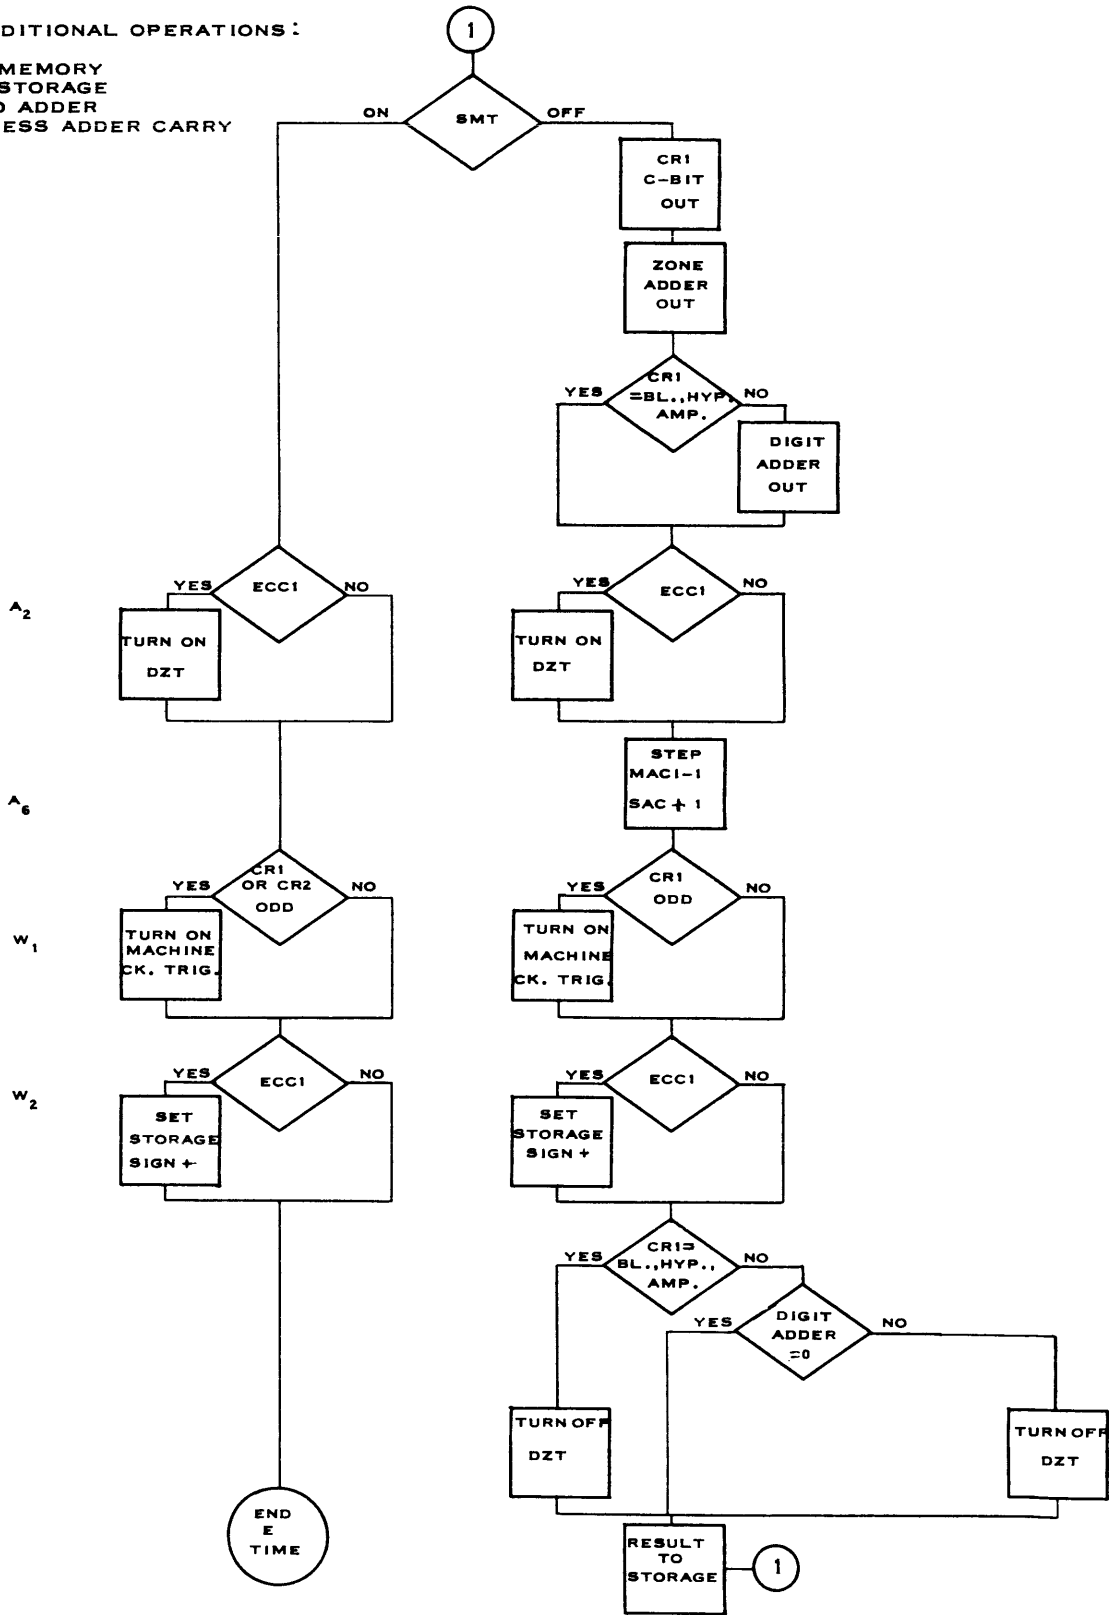 DITIONAL OPERATIONS:
MEMORY
STORAGE
ADDER
ESS ADDER CARRY
1
ON
SMT
OFF
CR1
C-BIT
OUT
ZONE
ADDER
OUT
YES
CR1
=BL.,HYP.
AMP.
NO
DIGIT
ADDER
OUT
A2
YES
ECC1
NO
TURN ON
DZT
YES
ECC1
NO
TURN ON
DZT
A6
STEP
MAC1-1
SAC + 1
W1
YES
CR1
OR CR2
ODD
NO
TURN ON
MACHINE
CK. TRIG.
YES
CR1
ODD
NO
TURN ON
MACHINE
CK. TRIG.
W2
YES
ECC1
NO
SET
STORAGE
SIGN +
YES
ECC1
NO
SET
STORAGE
SIGN +
YES
CR1=
BL.,HYP.,
AMP.
NO
YES
DIGIT
ADDER
=0
NO
TURN OFF
DZT
TURN OFF
DZT
END
E
TIME
RESULT
TO
STORAGE
1